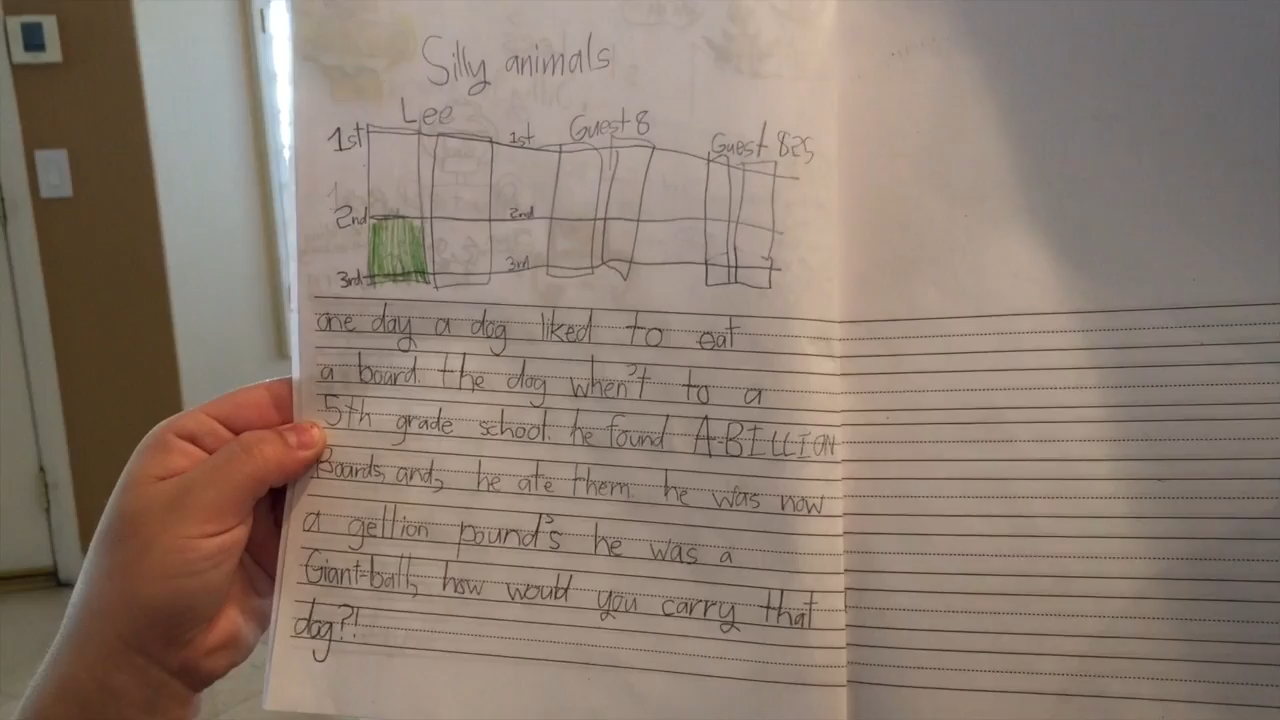 Silly animals
Lee
Guest 8
Guest 825
1st
1st
2nd
2nd
3rd
3rd
one day a dog liked to eat
a board. the dog when't to a
5th grade school. he found A-BILLION
Boards, and, he ate them. he was now
a gellion pound's he was a
Giant-ball, how would you carry that
dog?!